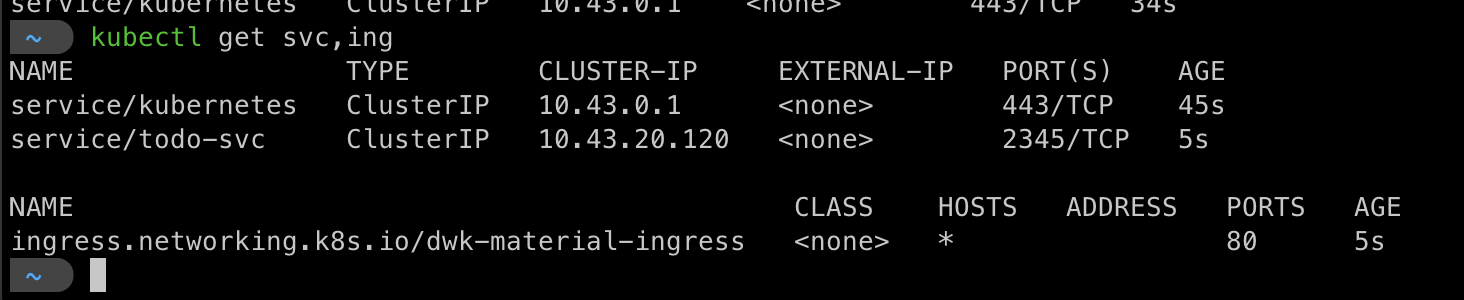 service/kubernetes ClusterIP 10.43.0.1 <none> 443/TCP 34s
~ kubectl get svc,ing
NAME TYPE CLUSTER-IP EXTERNAL-IP PORT(S) AGE
service/kubernetes ClusterIP 10.43.0.1 <none> 443/TCP 45s
service/todo-svc ClusterIP 10.43.20.120 <none> 2345/TCP 5s
NAME CLASS HOSTS ADDRESS PORTS AGE
ingress.networking.k8s.io/dwk-material-ingress <none> * 80 5s
~